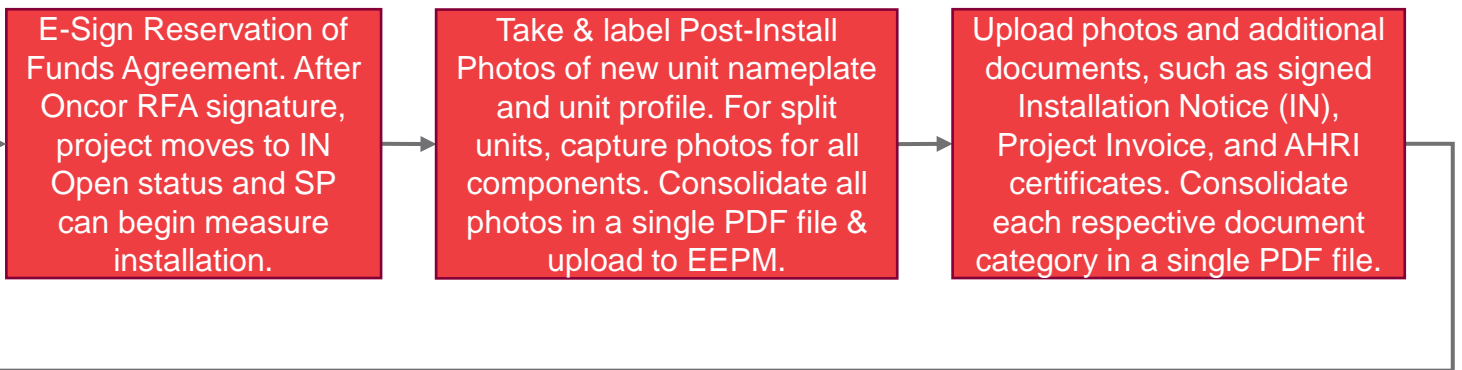 E-Sign Reservation of
Funds Agreement. After
Oncor RFA signature,
project moves to IN
Open status and SP
can begin measure
installation.
Take & label Post-Install
Photos of new unit nameplate
and unit profile. For split
units, capture photos for all
components. Consolidate all
photos in a single PDF file &
upload to EEPM.
Upload photos and additional
documents, such as signed
Installation Notice (IN),
Project Invoice, and AHRI
certificates. Consolidate
each respective document
category in a single PDF file.